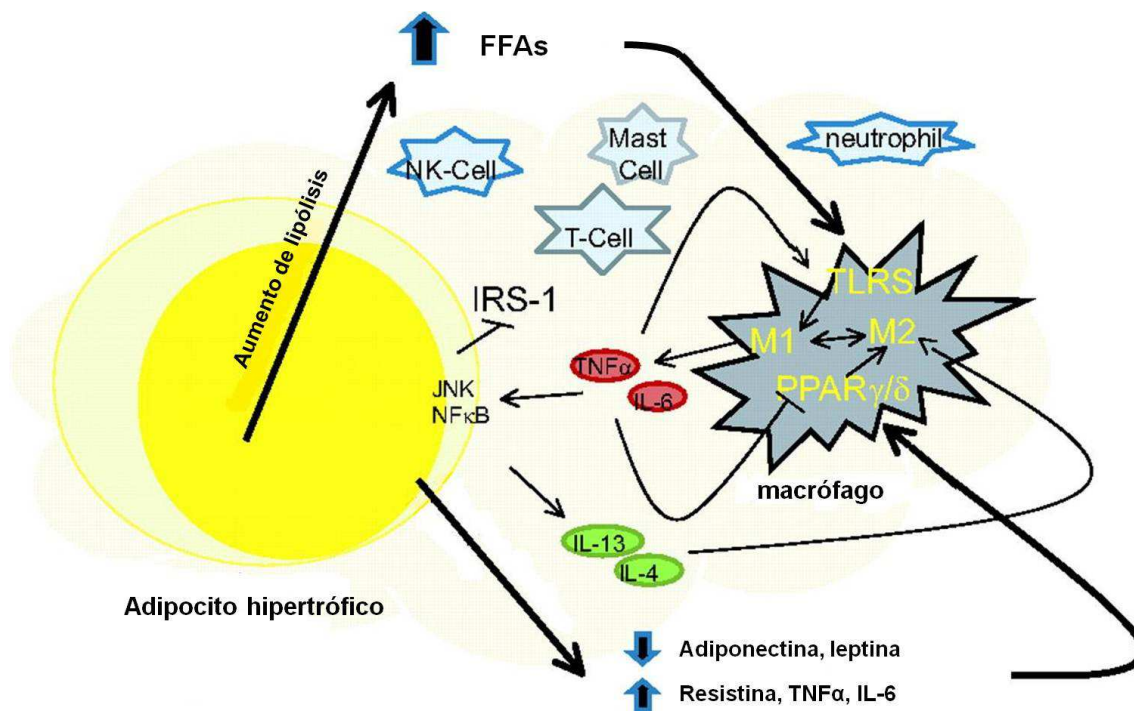 FFAs
Mast
Cell
neutrophil
NK-Cell
T-Cell
Aumento de lipólisis
TLRS
IRS-1
M1
M2
TNFα
PPARγ/δ
JNK
NFκB
IL-6
macrófago
IL-13
IL-4
Adipocito hipertrófico
Adiponectina, leptina
Resistina, TNFα, IL-6